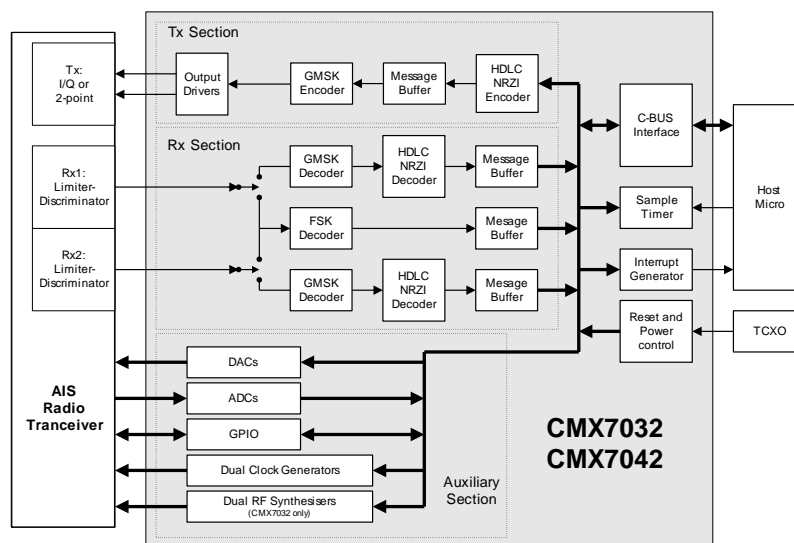 Tx Section
Tx:
I/Q or
2-point
Output
Drivers
GMSK
Encoder
Message
Buffer
HDLC
NRZI
Encoder
C-BUS
Interface
Host
Micro
Rx Section
Rx1:
Limiter-
Discriminator
GMSK
Decoder
HDLC
NRZI
Decoder
Message
Buffer
Sample
Timer
FSK
Decoder
Message
Buffer
Rx2:
Limiter-
Discriminator
GMSK
Decoder
HDLC
NRZI
Decoder
Message
Buffer
Interrupt
Generator
Reset and
Power
control
TCXO
AIS
Radio
Tranceiver
DACs
ADCs
GPIO
Dual Clock Generators
Dual RF Synthesisers
(CMX7032 only)
Auxiliary
Section
CMX7032
CMX7042